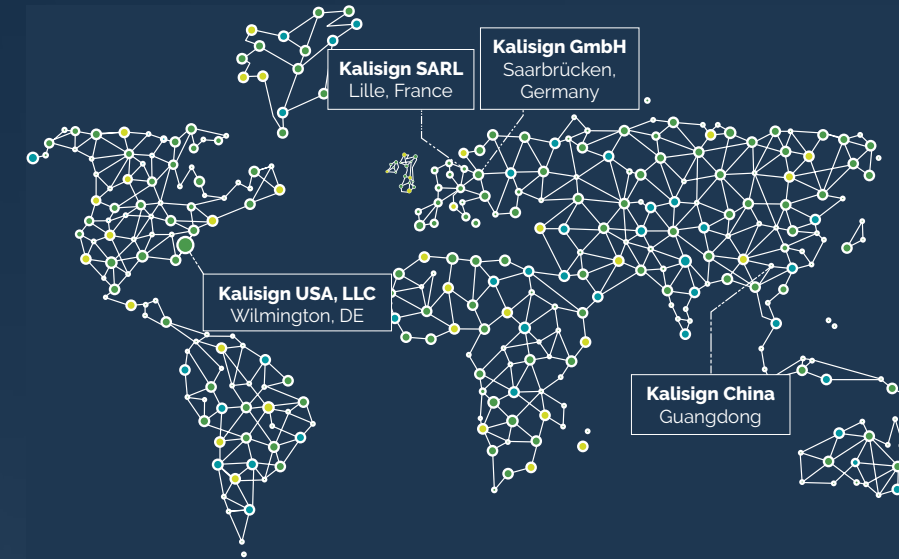 Kalisign SARL
Lille, France
Kalisign GmbH
Saarbrücken,
Germany
Kalisign USA, LLC
Wilmington, DE
Kalisign China
Guangdong